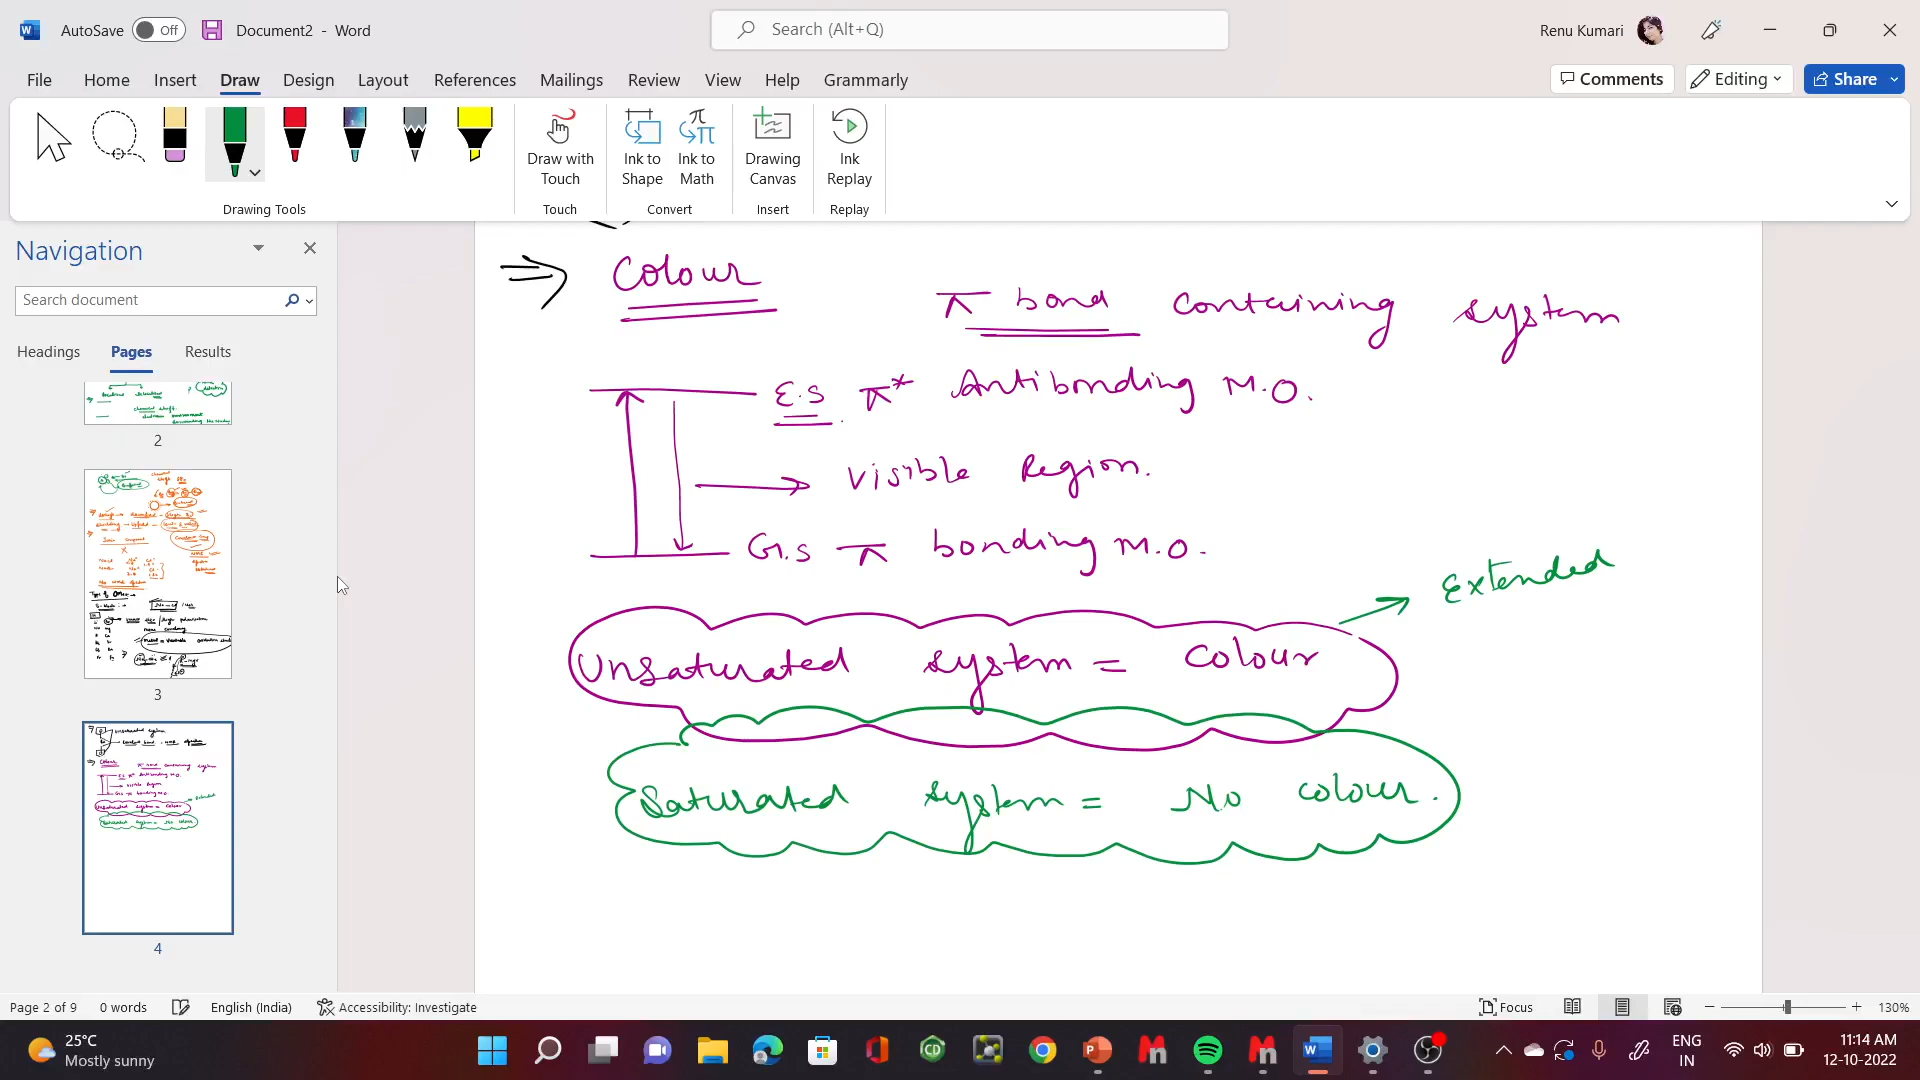 AutoSave Off Document2 - Word Search (Alt+Q) Renu Kumari
File Home Insert Draw Design Layout References Mailings Review View Help Grammarly Comments Editing Share
Draw with Touch Ink to Shape Ink to Math Drawing Canvas Ink Replay
Drawing Tools Touch Convert Insert Replay
Navigation
Search document
Headings Pages Results
2
3
4
⇒ Colour
π bond containing system
E.S π* Antibonding M.O.
→ Visible Region.
G.S π bonding M.O.
Extended
Unsaturated system = Colour
Saturated system = No colour.
Page 2 of 9 0 words English (India) Accessibility: Investigate Focus 130%
25°C
Mostly sunny
ENG
IN
11:14 AM
12-10-2022